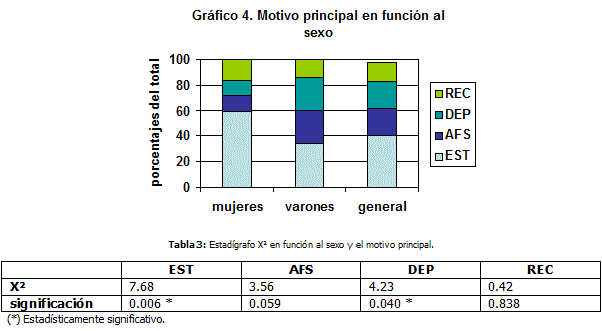 Gráfico 4. Motivo principal en función al
sexo
porcentajes del total
100
80
60
40
20
0
mujeres varones general
REC
DEP
AFS
EST
Tabla3: Estadígrafo X² en función al sexo y el motivo principal.
EST AFS DEP REC
X² 7.68 3.56 4.23 0.42
significación 0.006 * 0.059 0.040 * 0.838
(*) Estadísticamente significativo.